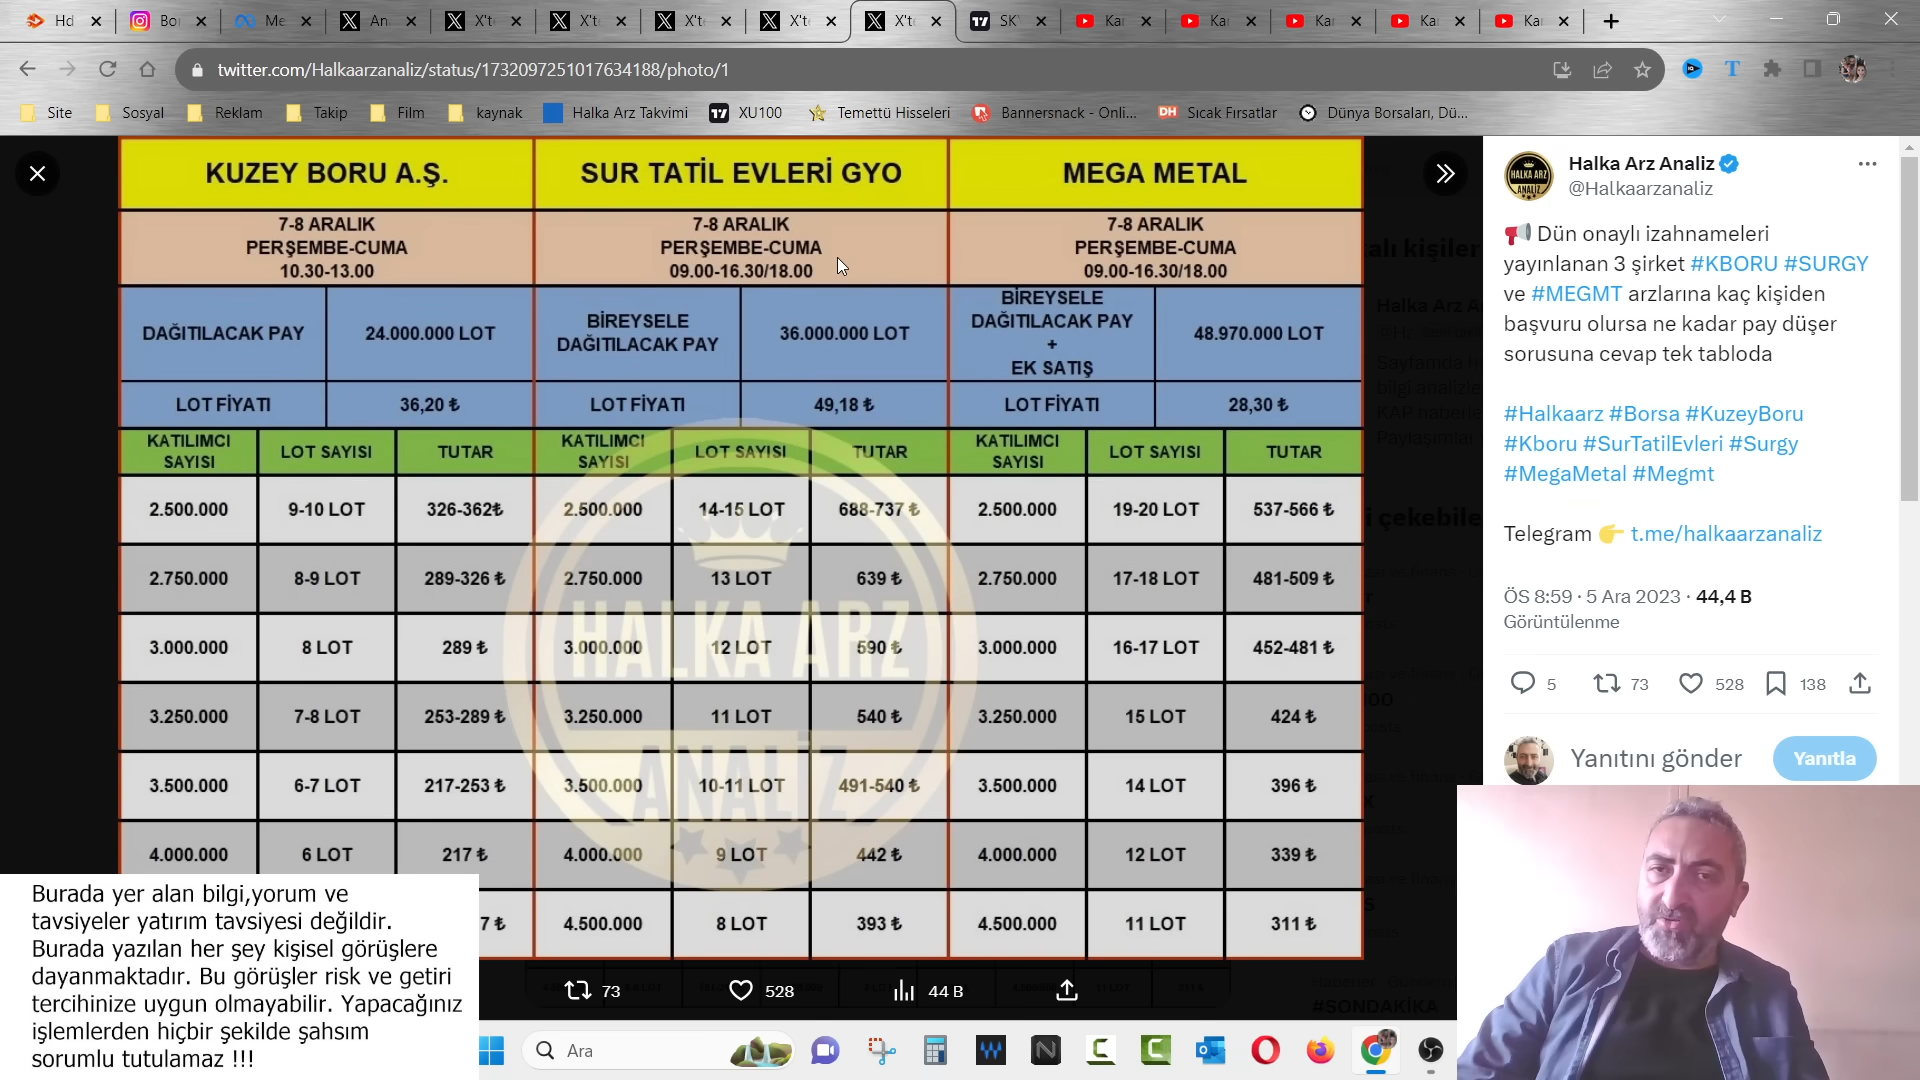 Hd
Bo
Me
An
X't
X't
X't
X't
X't
SK
Ka
Ka
Ka
Ka
Ka
twitter.com/Halkaarzanaliz/status/1732097251017634188/photo/1
Site
Sosyal
Reklam
Takip
Film
kaynak
Halka Arz Takvimi
XU100
Temettü Hisseleri
Bannersnack - Onli...
DH
Sıcak Fırsatlar
Dünya Borsaları, Dü...
KUZEY BORU A.Ş.
SUR TATİL EVLERİ GYO
MEGA METAL
7-8 ARALIK
PERŞEMBE-CUMA
10.30-13.00
7-8 ARALIK
PERŞEMBE-CUMA
09.00-16.30/18.00
7-8 ARALIK
PERŞEMBE-CUMA
09.00-16.30/18.00
DAĞITILACAK PAY
24.000.000 LOT
BİREYSELE
DAĞITILACAK PAY
36.000.000 LOT
BİREYSELE
DAĞITILACAK PAY
+
EK SATIŞ
48.970.000 LOT
LOT FİYATI
36,20 ₺
LOT FİYATI
49,18 ₺
LOT FİYATI
28,30 ₺
KATILIMCI
SAYISI
LOT SAYISI
TUTAR
KATILIMCI
SAYISI
LOT SAYISI
TUTAR
KATILIMCI
SAYISI
LOT SAYISI
TUTAR
2.500.000 9-10 LOT 326-362₺ 2.500.000 14-15 LOT 688-737 ₺ 2.500.000 19-20 LOT 537-566 ₺
2.750.000 8-9 LOT 289-326 ₺ 2.750.000 13 LOT 639 ₺ 2.750.000 17-18 LOT 481-509 ₺
3.000.000 8 LOT 289 ₺ 3.000.000 12 LOT 590 ₺ 3.000.000 16-17 LOT 452-481 ₺
3.250.000 7-8 LOT 253-289 ₺ 3.250.000 11 LOT 540 ₺ 3.250.000 15 LOT 424 ₺
3.500.000 6-7 LOT 217-253 ₺ 3.500.000 10-11 LOT 491-540 ₺ 3.500.000 14 LOT 396 ₺
4.000.000 6 LOT 217 ₺ 4.000.000 9 LOT 442 ₺ 4.000.000 12 LOT 339 ₺
7 ₺ 4.500.000 8 LOT 393 ₺ 4.500.000 11 LOT 311 ₺
HALKA ARZ
ANALİZ
73
528
44 B
#SONDAKİKA
HALKA ARZ
ANALİZ
Halka Arz Analiz
@Halkaarzanaliz
Dün onaylı izahnameleri
yayınlanan 3 şirket #KBORU #SURGY
ve #MEGMT arzlarına kaç kişiden
başvuru olursa ne kadar pay düşer
sorusuna cevap tek tabloda
#Halkaarz #Borsa #KuzeyBoru
#Kboru #SurTatilEvleri #Surgy
#MegaMetal #Megmt
Telegram 👉 t.me/halkaarzanaliz
ÖS 8:59 · 5 Ara 2023 · 44,4 B
Görüntülenme
5
73
528
138
Yanıtını gönder
Yanıtla
Burada yer alan bilgi,yorum ve
tavsiyeler yatırım tavsiyesi değildir.
Burada yazılan her şey kişisel görüşlere
dayanmaktadır. Bu görüşler risk ve getiri
tercihinize uygun olmayabilir. Yapacağınız
işlemlerden hiçbir şekilde şahsım
sorumlu tutulamaz !!!
Ara